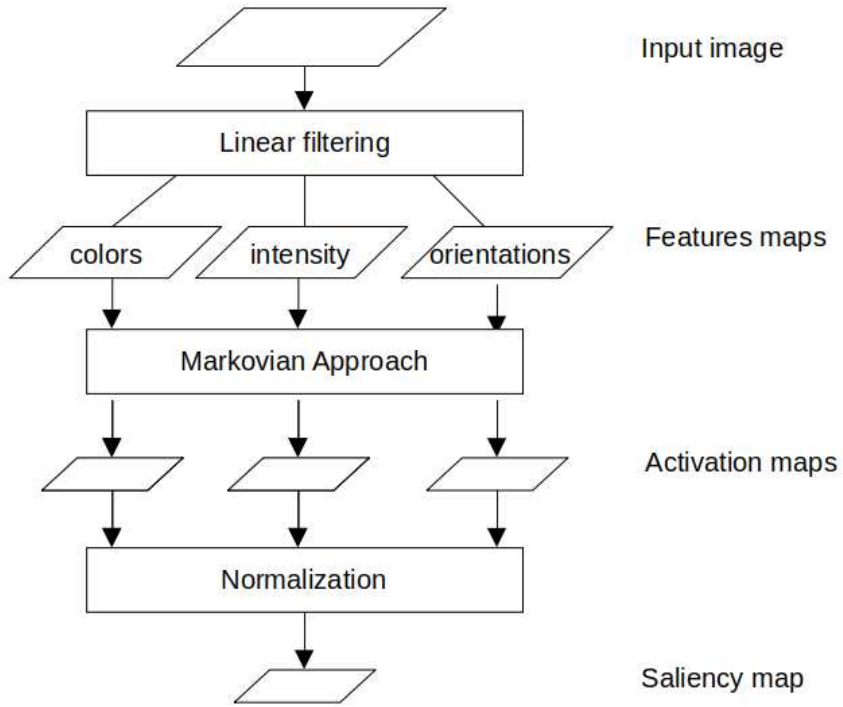 Input image
Linear filtering
Features maps
colors
intensity
orientations
Markovian Approach
Activation maps
Normalization
Saliency map